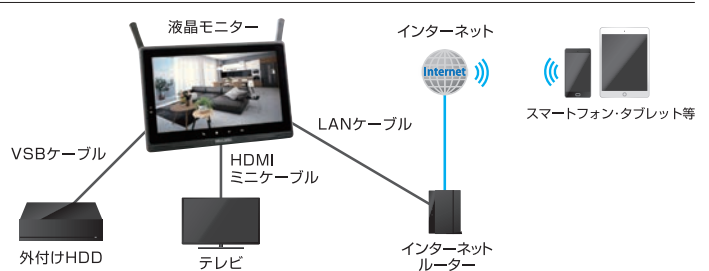 液晶モニター
インターネット
Internet
スマートフォン・タブレット等
LANケーブル
VSBケーブル
HDMI
ミニケーブル
外付けHDD
テレビ
インターネット
ルーター